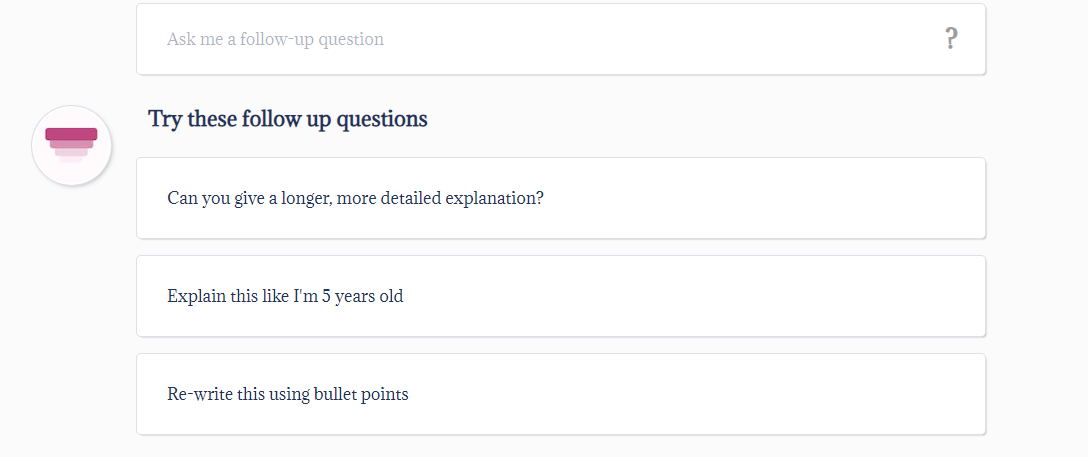 Ask me a follow-up question
?
Try these follow up questions
Can you give a longer, more detailed explanation?
Explain this like I'm 5 years old
Re-write this using bullet points